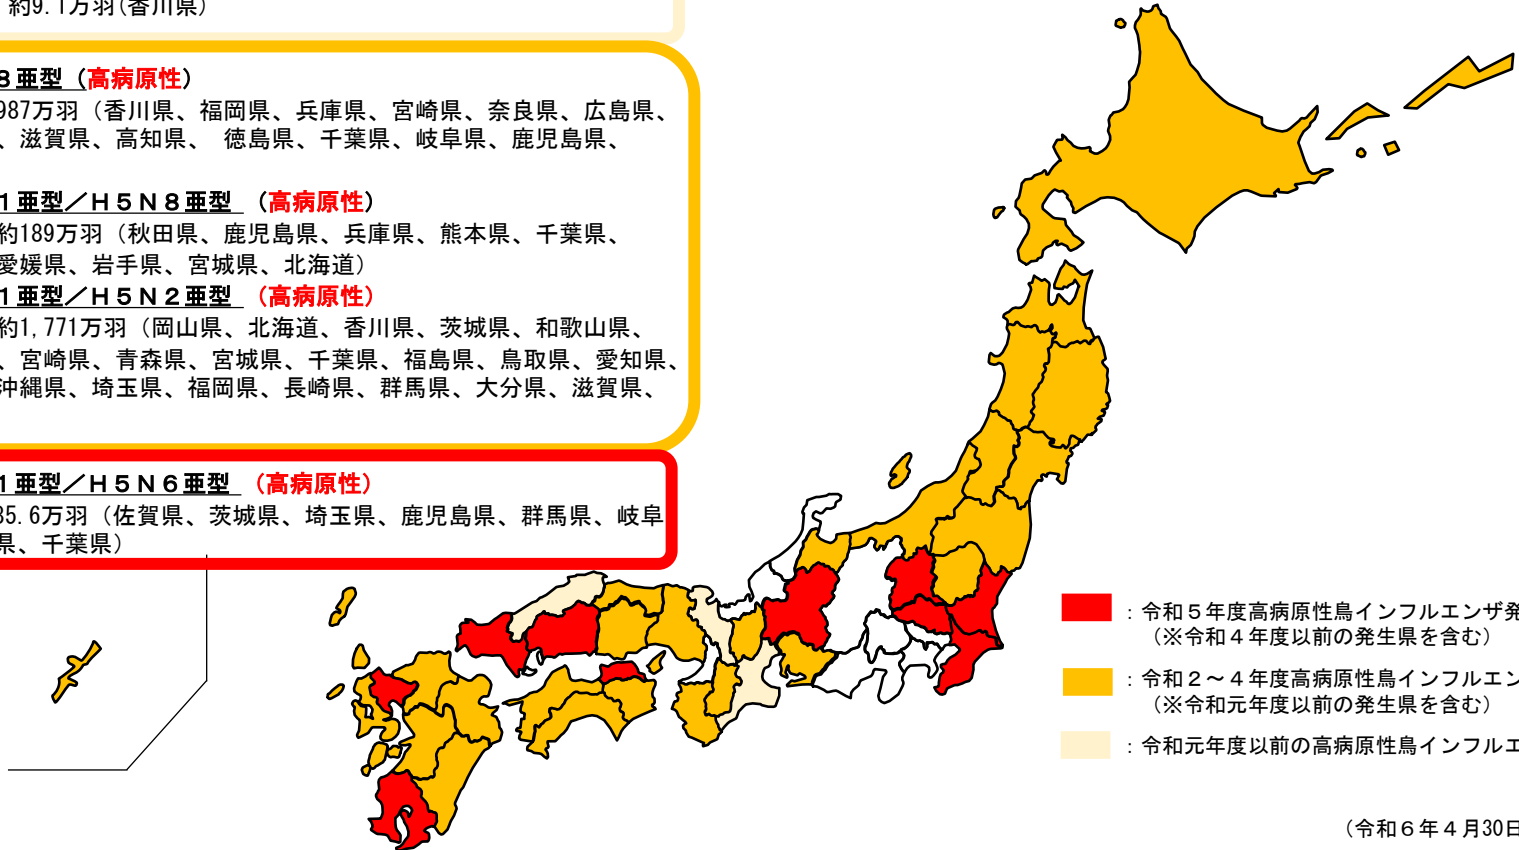 約9.1万羽(香川県)
８亜型（高病原性）
987万羽（香川県、福岡県、兵庫県、宮崎県、奈良県、広島県、
、滋賀県、高知県、 徳島県、千葉県、岐阜県、鹿児島県、
１亜型／Ｈ５Ｎ８亜型 （高病原性）
約189万羽（秋田県、鹿児島県、兵庫県、熊本県、千葉県、
愛媛県、岩手県、宮城県、北海道）
１亜型／Ｈ５Ｎ２亜型 （高病原性）
約1,771万羽（岡山県、北海道、香川県、茨城県、和歌山県、
、宮崎県、青森県、宮城県、千葉県、福島県、鳥取県、愛知県、
沖縄県、埼玉県、福岡県、長崎県、群馬県、大分県、滋賀県、
１亜型／Ｈ５Ｎ６亜型 （高病原性）
85.6万羽（佐賀県、茨城県、埼玉県、鹿児島県、群馬県、岐阜
県、千葉県）
：令和５年度高病原性鳥インフルエンザ発
（※令和４年度以前の発生県を含む）
：令和２～４年度高病原性鳥インフルエン
（※令和元年度以前の発生県を含む）
：令和元年度以前の高病原性鳥インフルエ
（令和６年４月30日